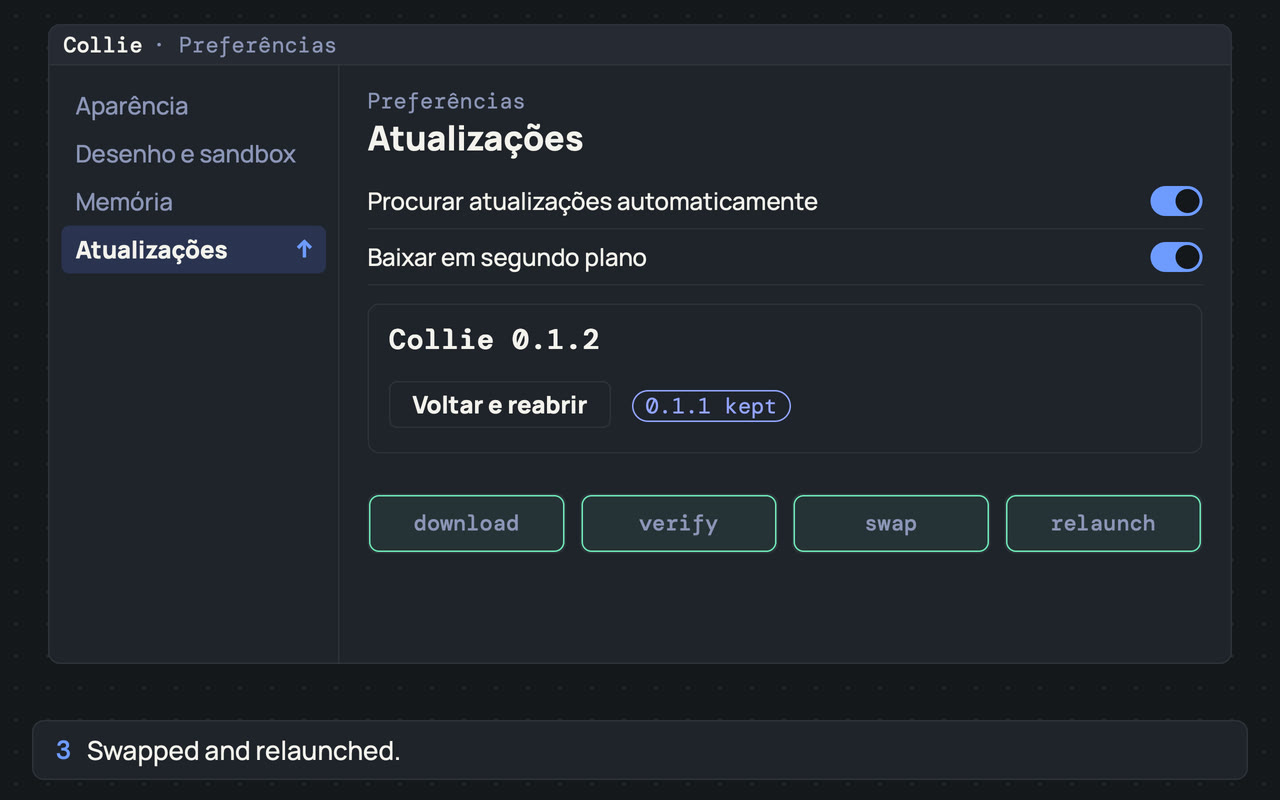 Collie · Preferências
Aparência
Desenho e sandbox
Memória
Atualizações ↑
Preferências
Atualizações
Procurar atualizações automaticamente
Baixar em segundo plano
Collie 0.1.2
Voltar e reabrir 0.1.1 kept
download verify swap relaunch
3 Swapped and relaunched.